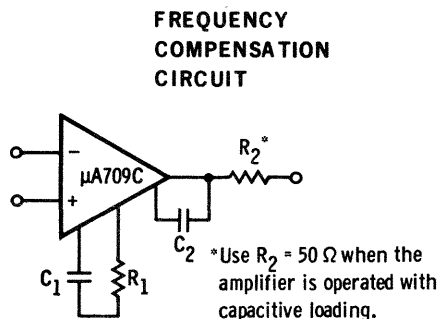 FREQUENCY
COMPENSATION
CIRCUIT
R2*
−
μA709C
+
C2
C1
R1
*Use R2 = 50 Ω when the
amplifier is operated with
capacitive loading.